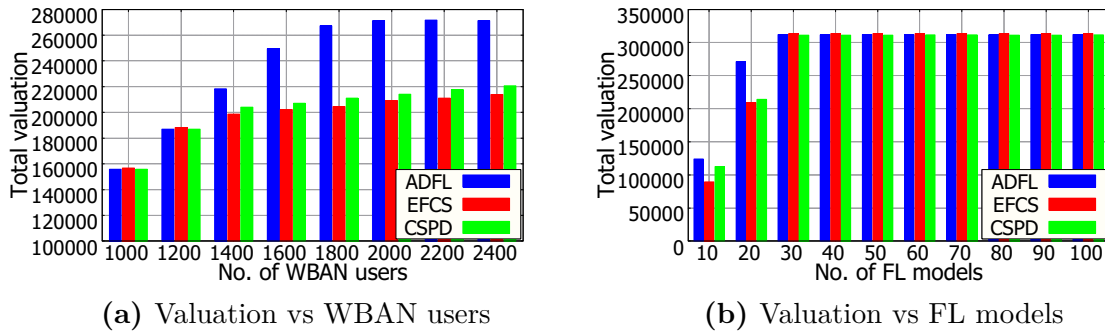 Total valuation
280000
260000
240000
220000
200000
180000
160000
140000
120000
100000
1000 1200 1400 1600 1800 2000 2200 2400
No. of WBAN users
ADFL
EFCS
CSPD
(a) Valuation vs WBAN users
Total valuation
350000
300000
250000
200000
150000
100000
50000
0
10 20 30 40 50 60 70 80 90 100
No. of FL models
ADFL
EFCS
CSPD
(b) Valuation vs FL models